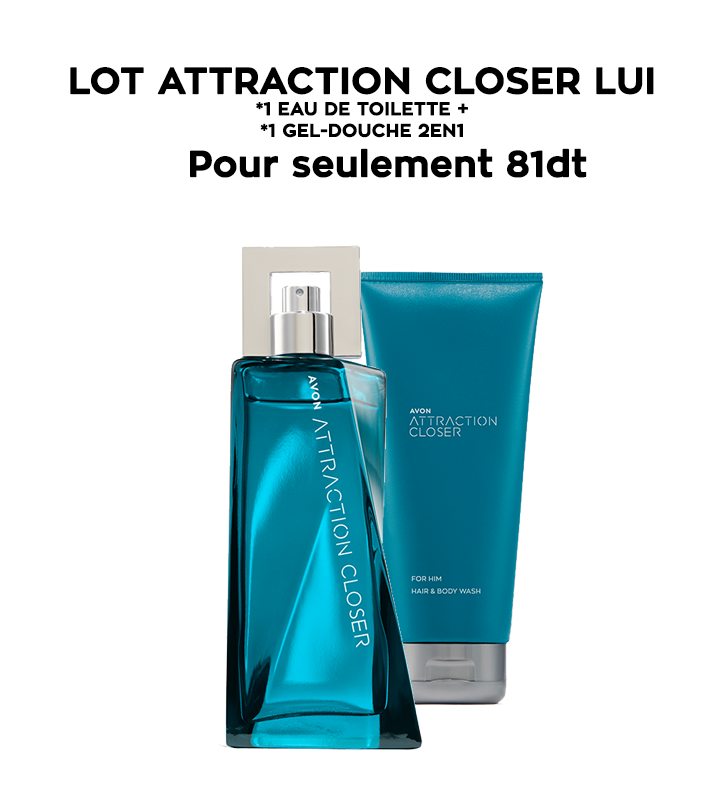 LOT ATTRACTION CLOSER LUI
*1 EAU DE TOILETTE +
*1 GEL-DOUCHE 2EN1
Pour seulement 81dt
AVON
ATTRACTION CLOSER
AVON
ATTRACTION
CLOSER
FOR HIM
HAIR & BODY WASH